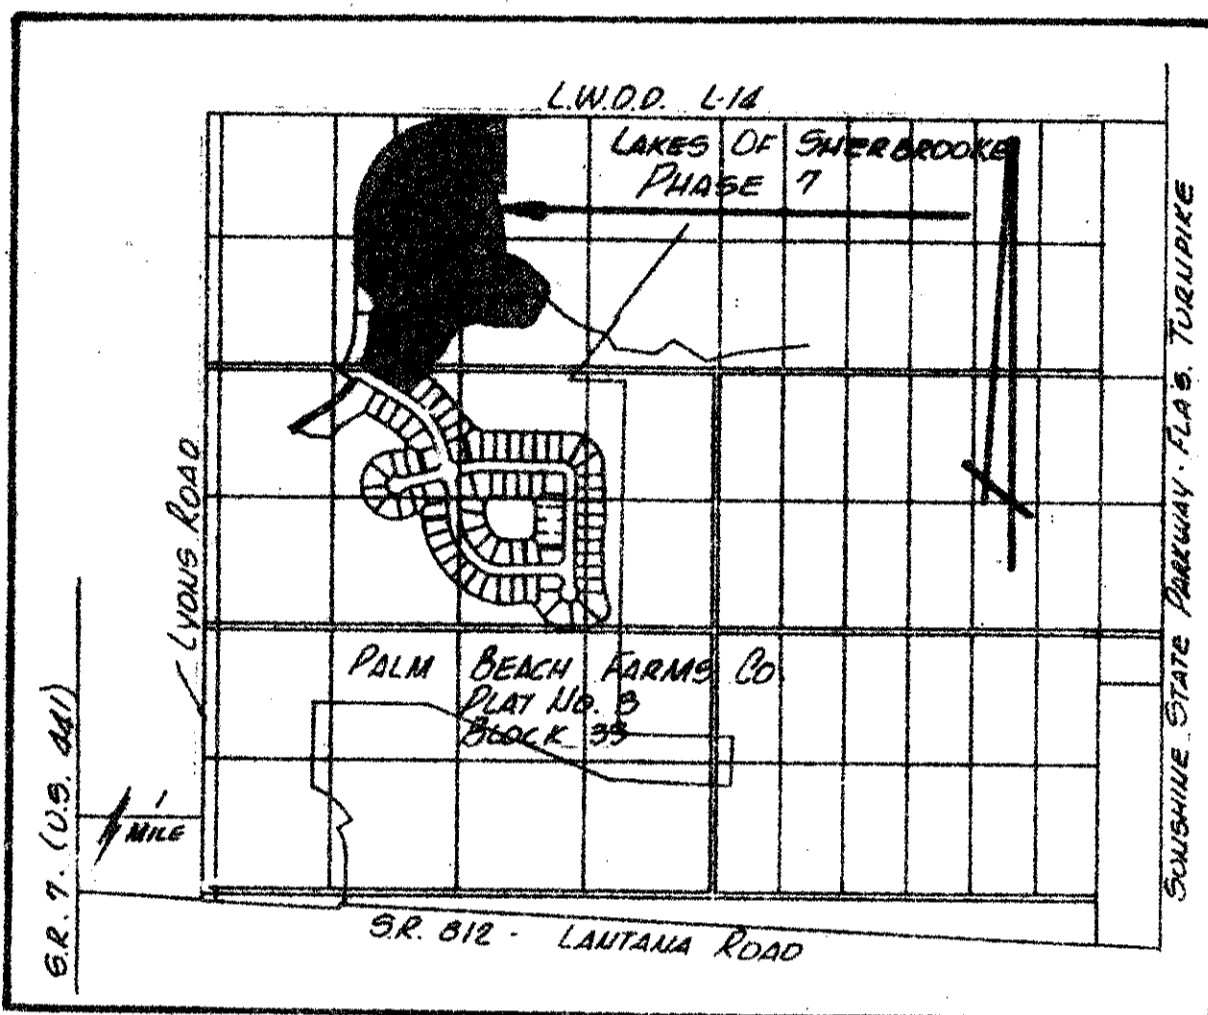 L.W.D.D. L-14
LAKES OF SHERBROOKE
PHASE 7
SUNSHINE STATE PARKWAY - FLA'S. TURNPIKE
LYONS ROAD
PALM BEACH FARMS CO.
PLAT NO. 3
BLOCK 33
S.R. 7. (U.S. 441)
1
MILE
S.R. 812 - LANTANA ROAD